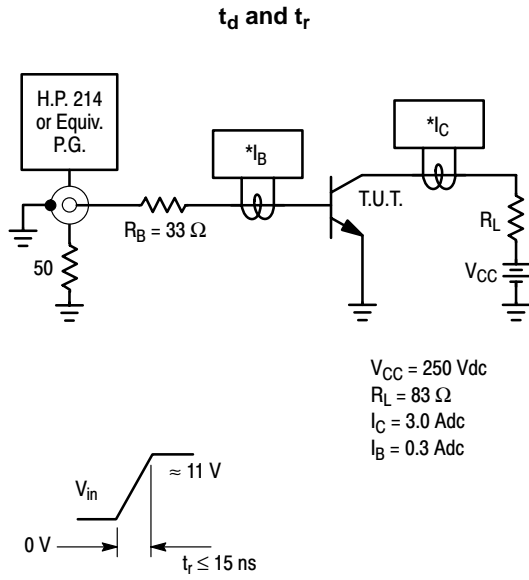 t_d and t_r
H.P. 214
or Equiv.
P.G.
*I_B
*I_C
T.U.T.
R_B = 33 Ω
R_L
50
V_CC
V_CC = 250 Vdc
R_L = 83 Ω
I_C = 3.0 Adc
I_B = 0.3 Adc
≈ 11 V
V_in
0 V
t_r ≤ 15 ns